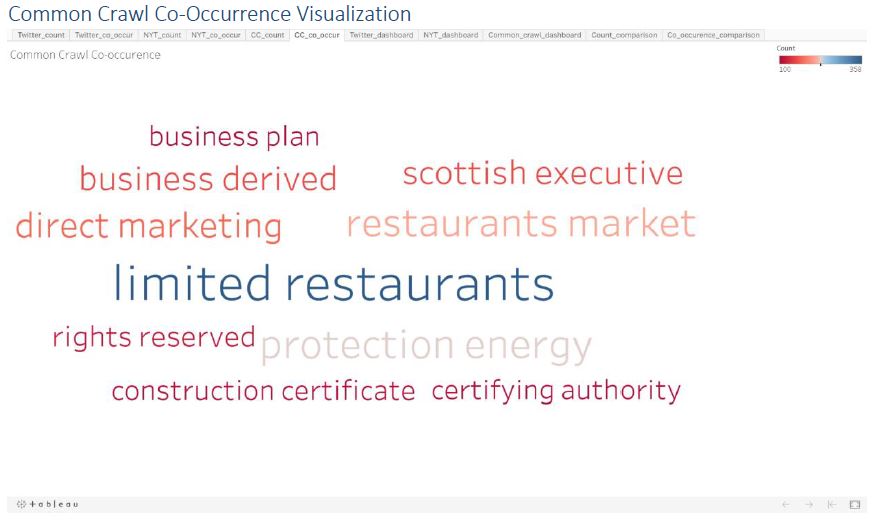 Common Crawl Co-Occurrence Visualization
Twitter_count Twitter_co_occur NYT_count NYT_co_occur CC_count CC_co_occur Twitter_dashboard NYT_dashboard Common_crawl_dashboard Count_comparison Co_occurence_comparison
Common Crawl Co-occurence
Count
100 358
business plan
business derived
scottish executive
direct marketing
restaurants market
limited restaurants
rights reserved
protection energy
construction certificate
certifying authority
+ableau